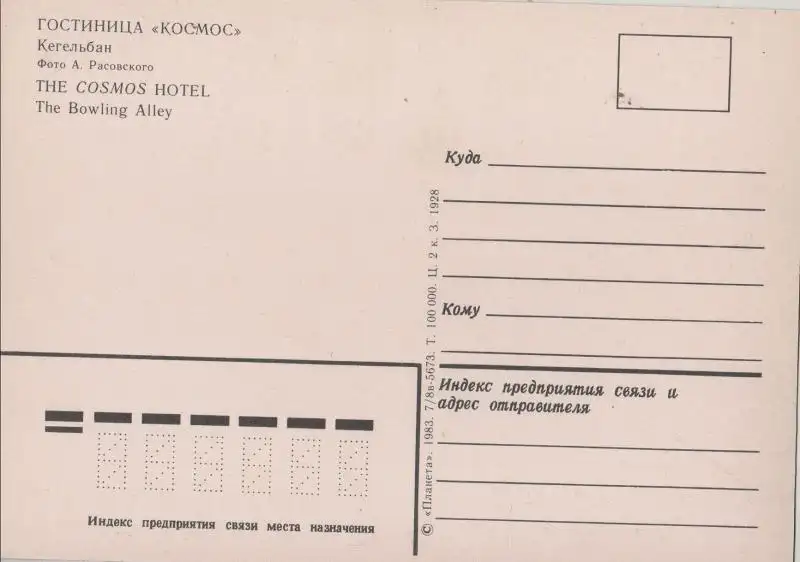 ГОСТИНИЦА «КОСМОС»
Кегельбан
Фото А. Расовского
THE COSMOS HOTEL
The Bowling Alley
Куда
Кому
Индекс предприятия связи и
адрес отправителя
© «Планета». 1983. 7/8в-5673. Т. 100 000. Ц. 2 к. З. 1928
Индекс предприятия связи места назначения